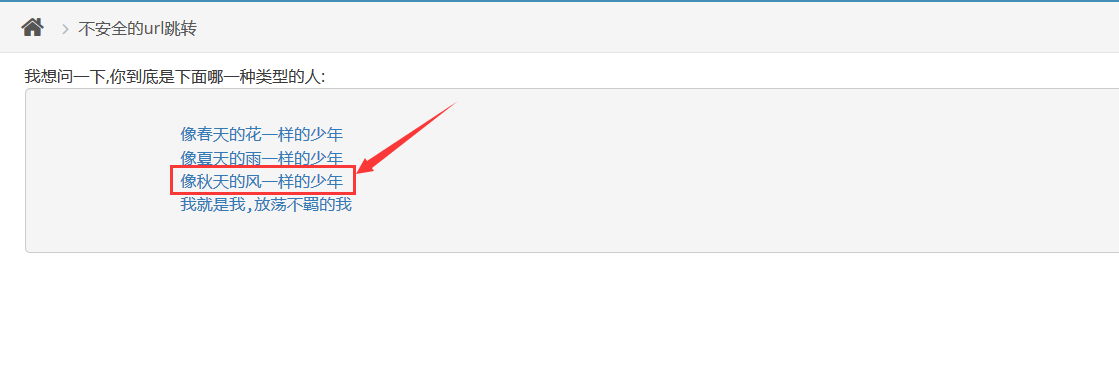 不安全的url跳转
我想问一下,你到底是下面哪一种类型的人:
像春天的花一样的少年
像夏天的雨一样的少年
像秋天的风一样的少年
我就是我,放荡不羁的我